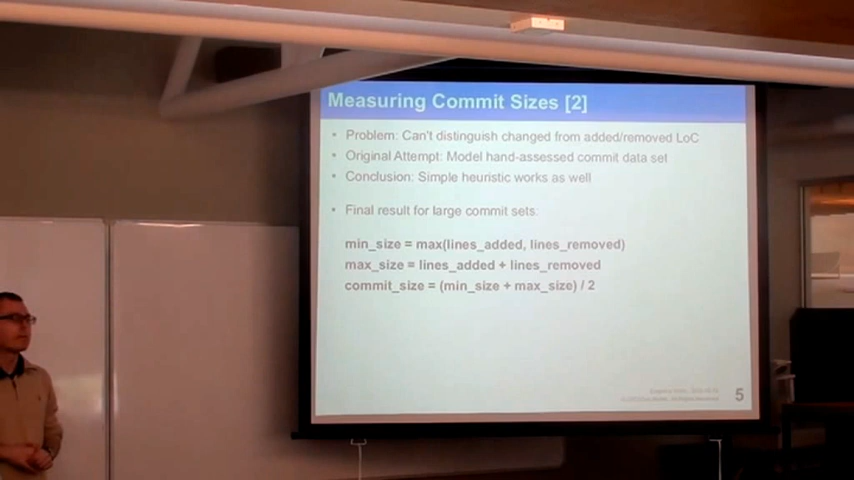 Measuring Commit Sizes [2]
• Problem: Can't distinguish changed from added/removed LoC
• Original Attempt: Model hand-assessed commit data set
• Conclusion: Simple heuristic works as well
• Final result for large commit sets:
min_size = max(lines_added, lines_removed)
max_size = lines_added + lines_removed
commit_size = (min_size + max_size) / 2
5